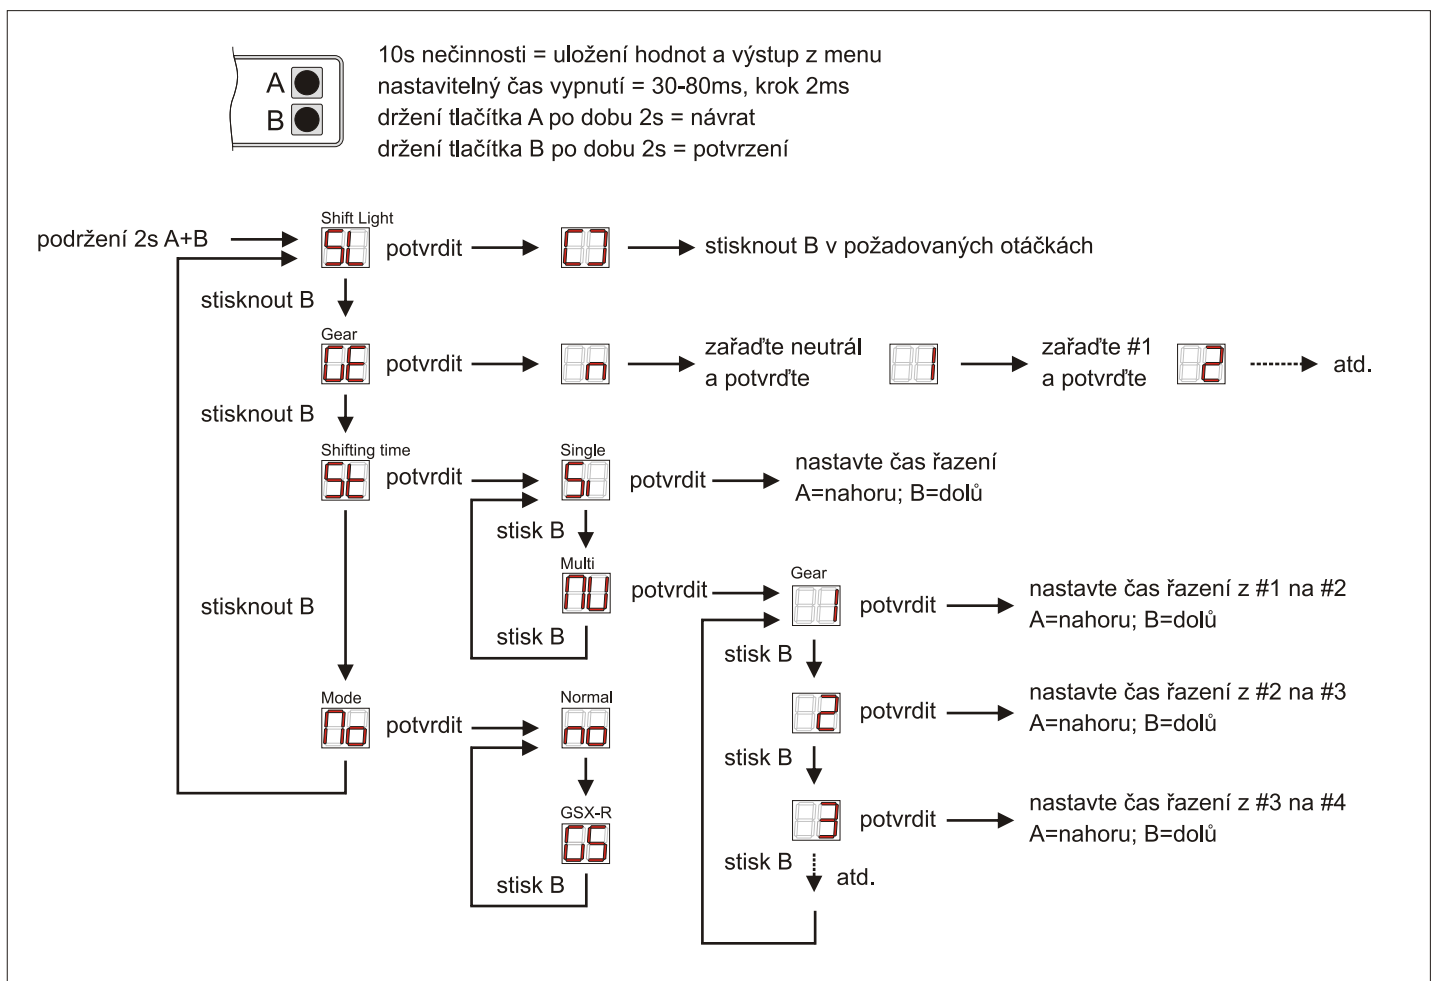 10s nečinnosti = uložení hodnot a výstup z menu
nastavitelný čas vypnutí = 30-80ms, krok 2ms
držení tlačítka A po dobu 2s = návrat
držení tlačítka B po dobu 2s = potvrzení
A
B
Shift Light
podržení 2s A+B
SL
potvrdit
[]
stisknout B v požadovaných otáčkách
stisknout B
Gear
GE
potvrdit
n
zařaďte neutrál
a potvrďte
1
zařaďte #1
a potvrďte
2
atd.
stisknout B
Shifting time
St
potvrdit
Single
Si
potvrdit
nastavte čas řazení
A=nahoru; B=dolů
stisk B
Multi
MU
potvrdit
stisk B
Gear
1
potvrdit
nastavte čas řazení z #1 na #2
A=nahoru; B=dolů
stisknout B
stisk B
2
potvrdit
nastavte čas řazení z #2 na #3
A=nahoru; B=dolů
stisk B
3
potvrdit
nastavte čas řazení z #3 na #4
A=nahoru; B=dolů
stisk B
atd.
Mode
Mo
potvrdit
Normal
no
GSX-R
GS
stisk B